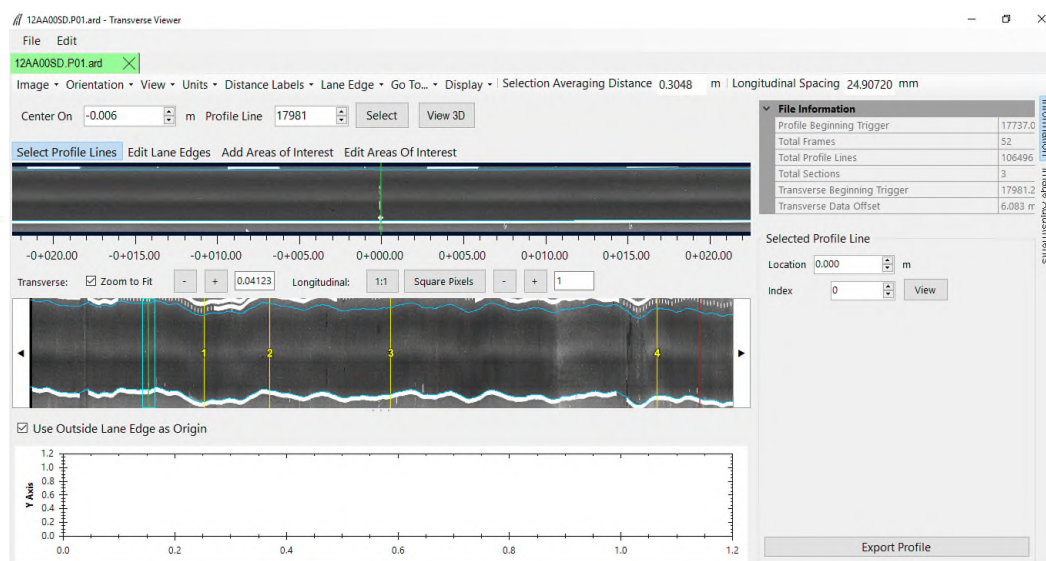 12AA00SD.P01.ard - Transverse Viewer
File Edit
12AA00SD.P01.ard
Image Orientation View Units Distance Labels Lane Edge Go To... Display Selection Averaging Distance 0.3048 m Longitudinal Spacing 24.90720 mm
Center On -0.006 m Profile Line 17981 Select View 3D
Select Profile Lines Edit Lane Edges Add Areas of Interest Edit Areas Of Interest
-0+020.00 -0+015.00 -0+010.00 -0+005.00 0+000.00 0+005.00 0+010.00 0+015.00 0+020.00
Transverse: Zoom to Fit - + 0.04123 Longitudinal: 1:1 Square Pixels - + 1
1 2 3 4
Use Outside Lane Edge as Origin
Y Axis
1.2
1.0
0.8
0.6
0.4
0.2
0.0
0.0 0.2 0.4 0.6 0.8 1.0 1.2
File Information
Profile Beginning Trigger 17737.0
Total Frames 52
Total Profile Lines 106496
Total Sections 3
Transverse Beginning Trigger 17981.2
Transverse Data Offset 6.083 m
Selected Profile Line
Location 0.000 m
Index 0 View
Export Profile